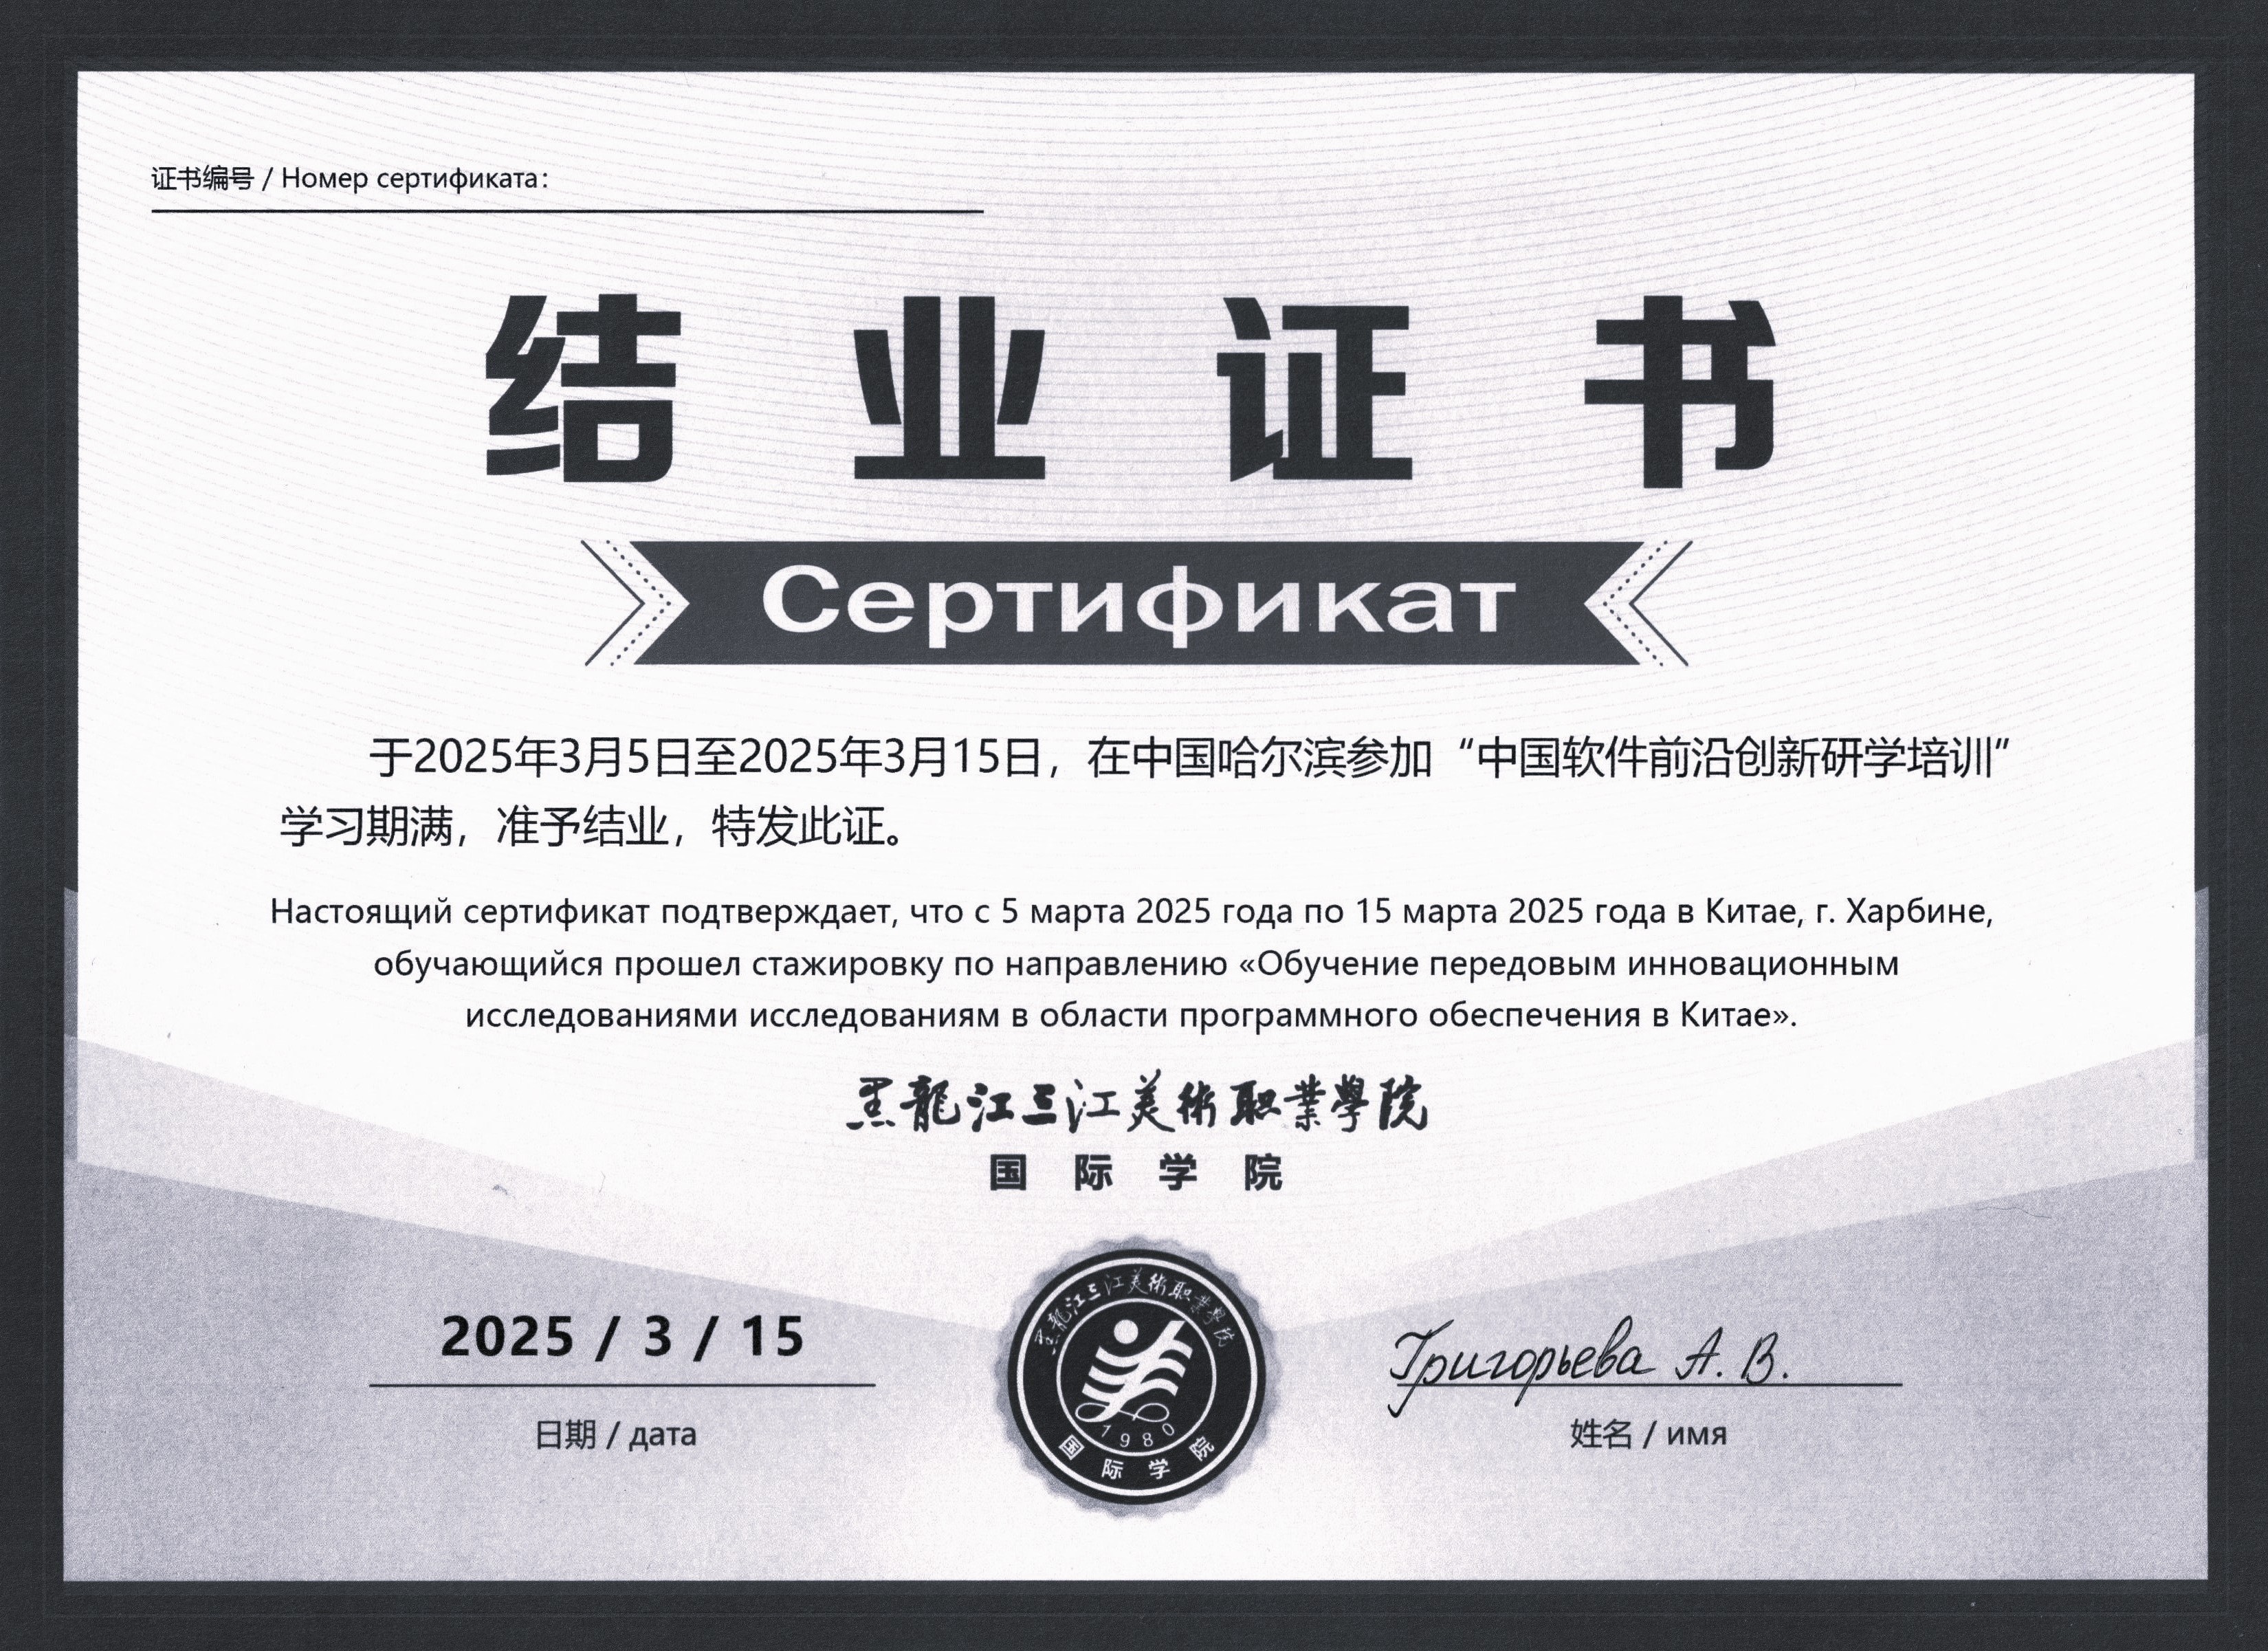 证书编号 / Номер сертификата:
结业证书
Сертификат
于2025年3月5日至2025年3月15日，在中国哈尔滨参加“中国软件前沿创新研学培训”
学习期满，准予结业，特发此证。
Настоящий сертификат подтверждает, что с 5 марта 2025 года по 15 марта 2025 года в Китае, г. Харбине,
обучающийся прошел стажировку по направлению «Обучение передовым инновационным
исследованиями исследованиям в области программного обеспечения в Китае».
黑龍江三江美術职業學院
国际学院
黑龍江三江美術职業學院
1980
国际学院
2025 / 3 / 15
日期 / дата
Григорьева А. В.
姓名 / имя